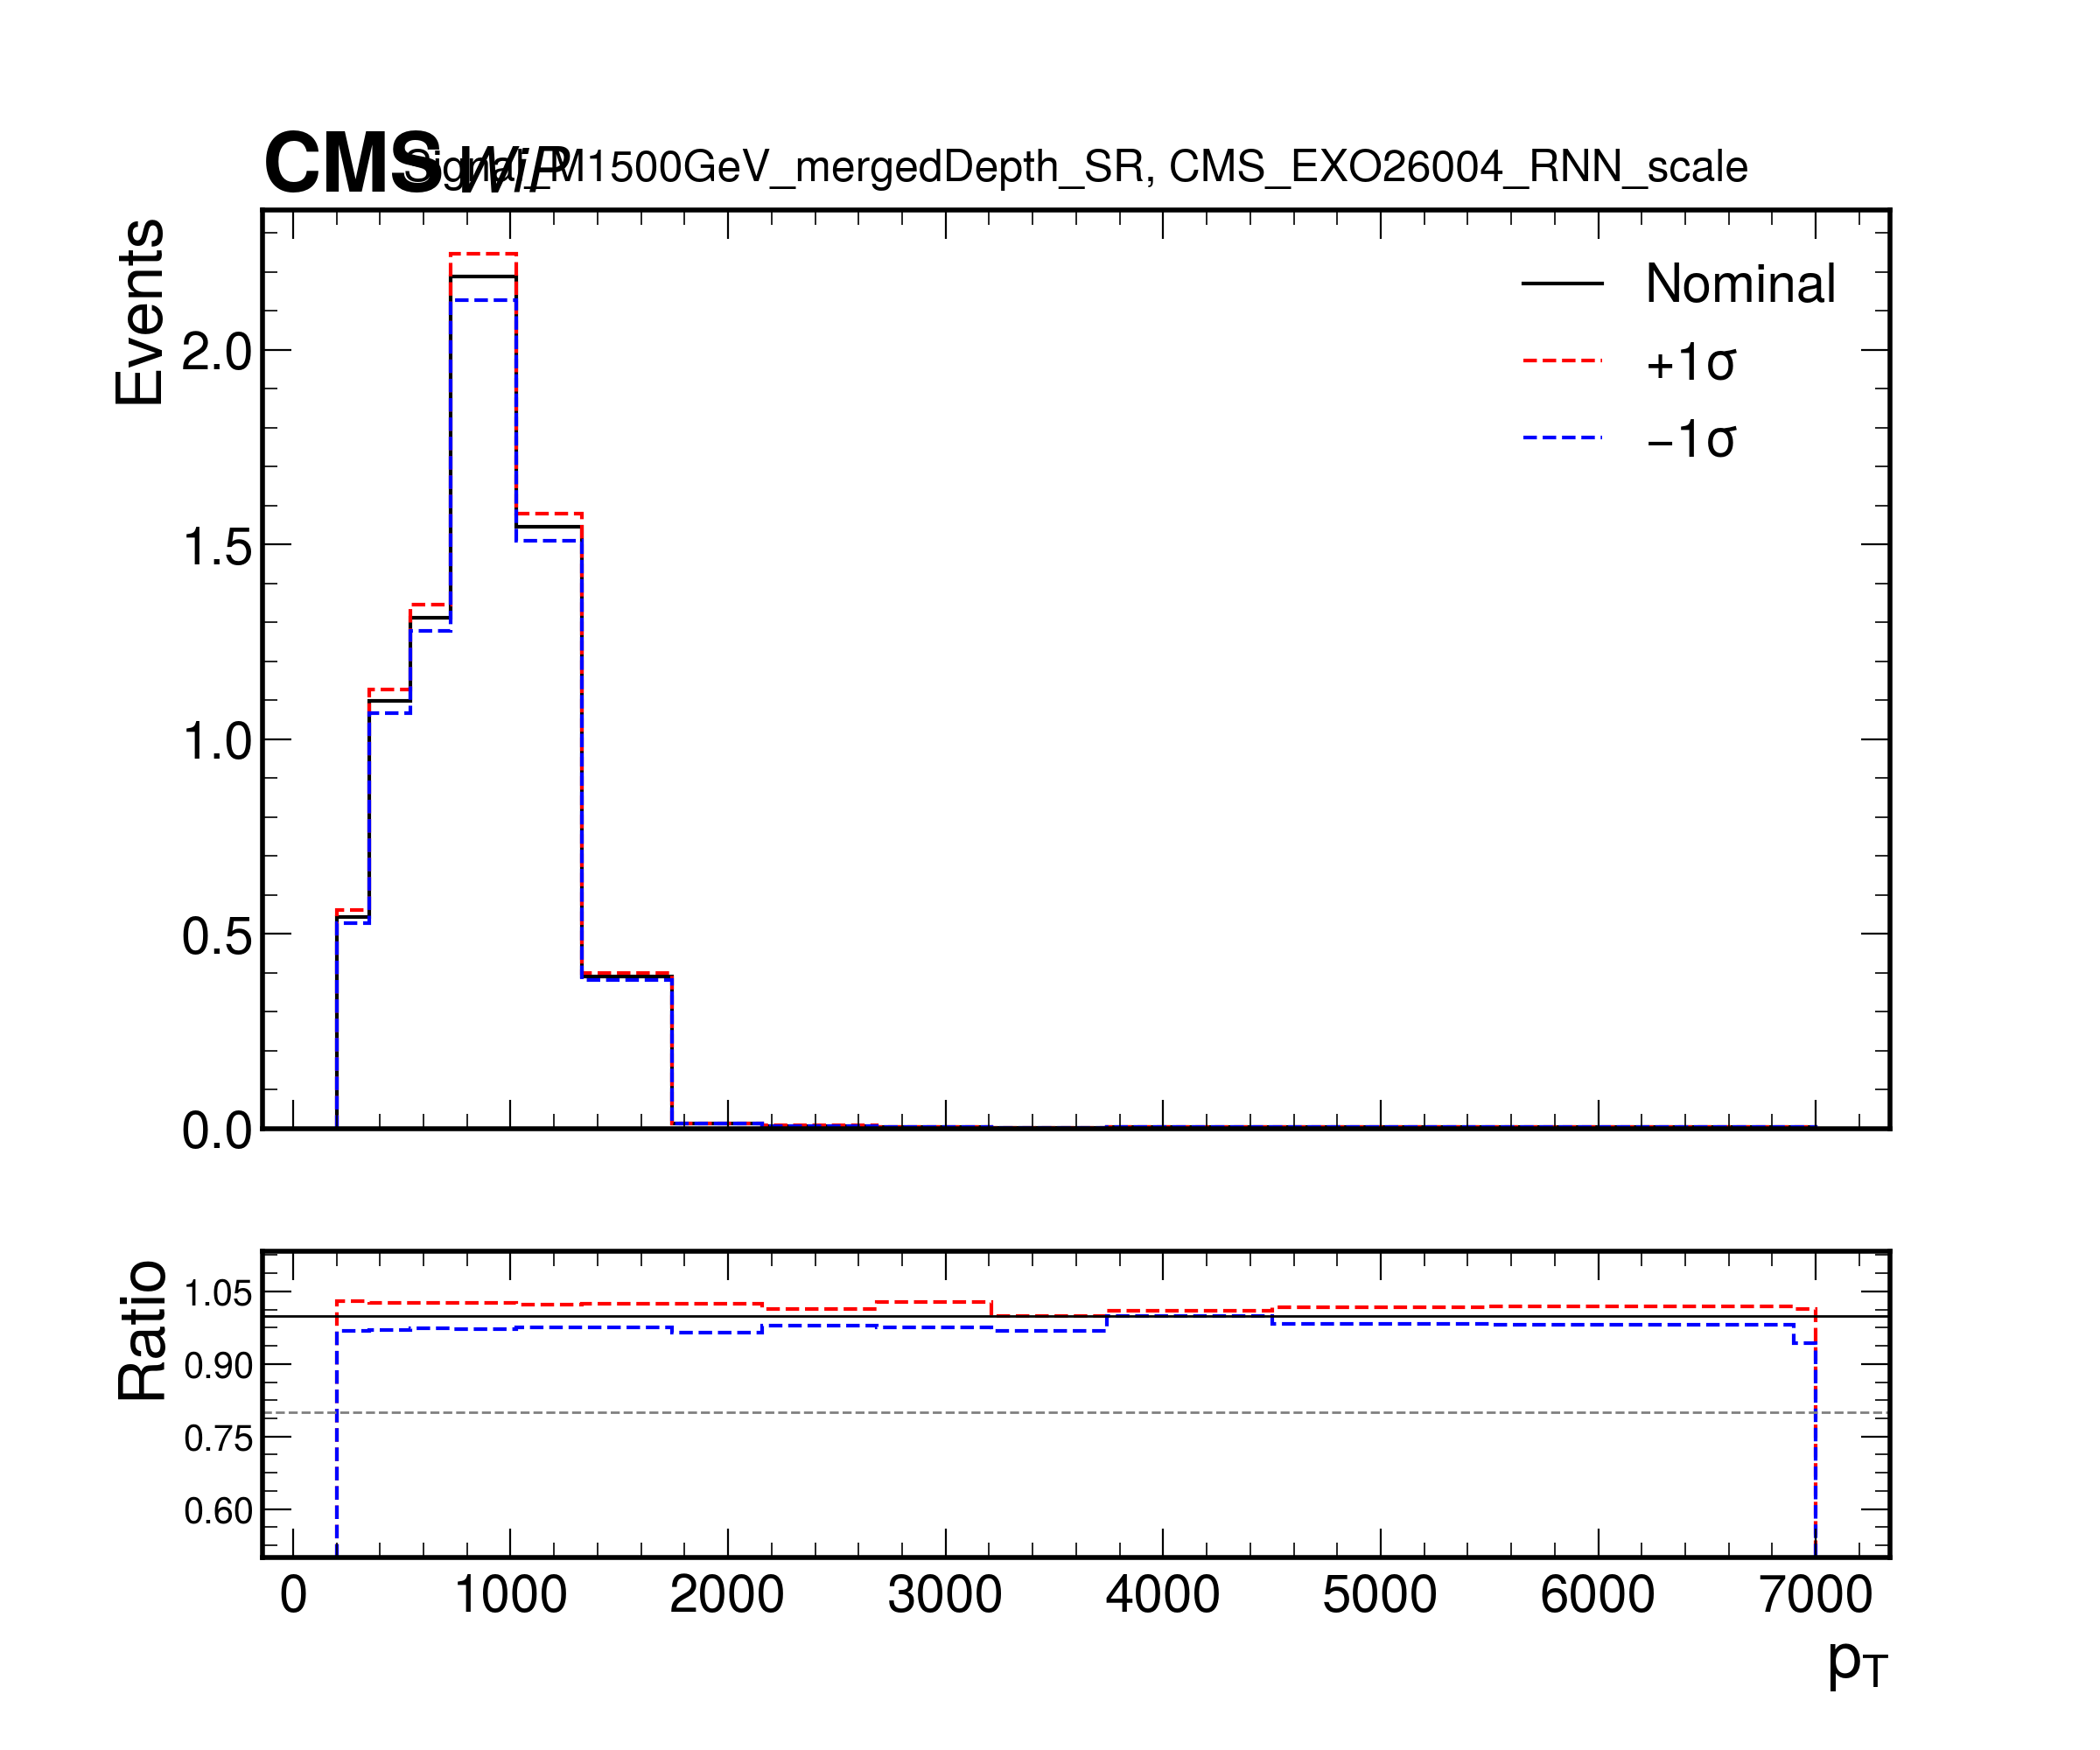 CMS WiP Signal_M1500GeV_mergedDepth_SR, CMS_EXO26004_RNN_scale
Events
2.0
1.5
1.0
0.5
0.0
Nominal
+1σ
−1σ
Ratio
1.05
0.90
0.75
0.60
0 1000 2000 3000 4000 5000 6000 7000
pT